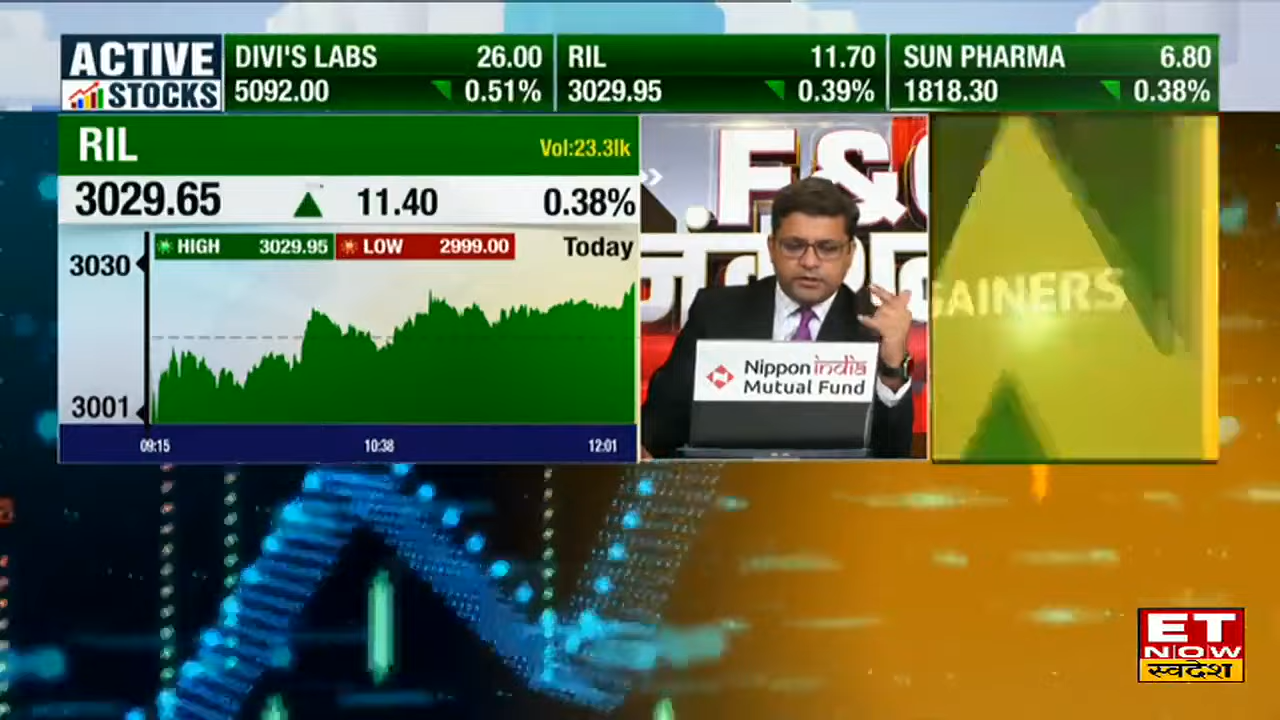 ACTIVE
STOCKS
DIVI'S LABS 26.00
5092.00 0.51%
RIL 11.70
3029.95 0.39%
SUN PHARMA 6.80
1818.30 0.38%
RIL
Vol:23.3lk
3029.65 11.40 0.38%
HIGH 3029.95 LOW 2999.00 Today
3030
3001
09:15 10:38 12:01
F&
Nippon india
Mutual Fund
GAINERS
ET
NOW
स्वदेश